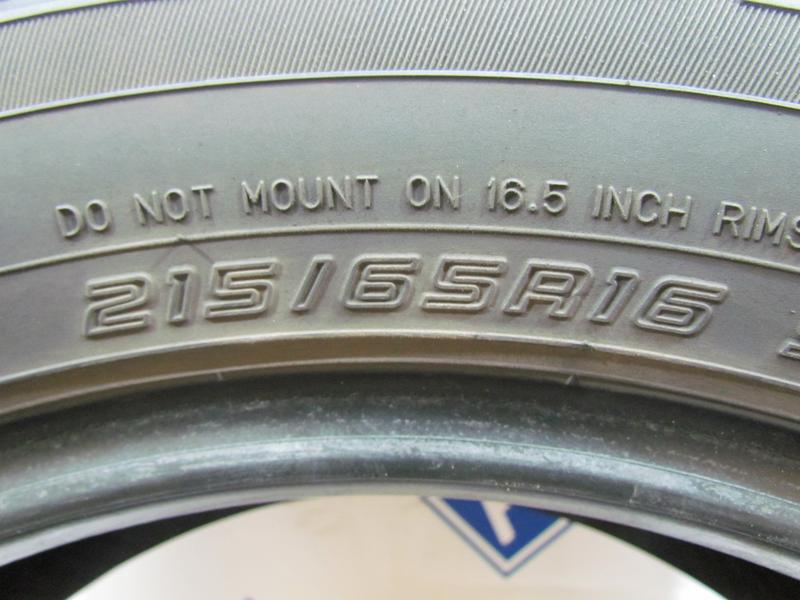 DO NOT MOUNT ON 16.5 INCH RIMS
215/65R16